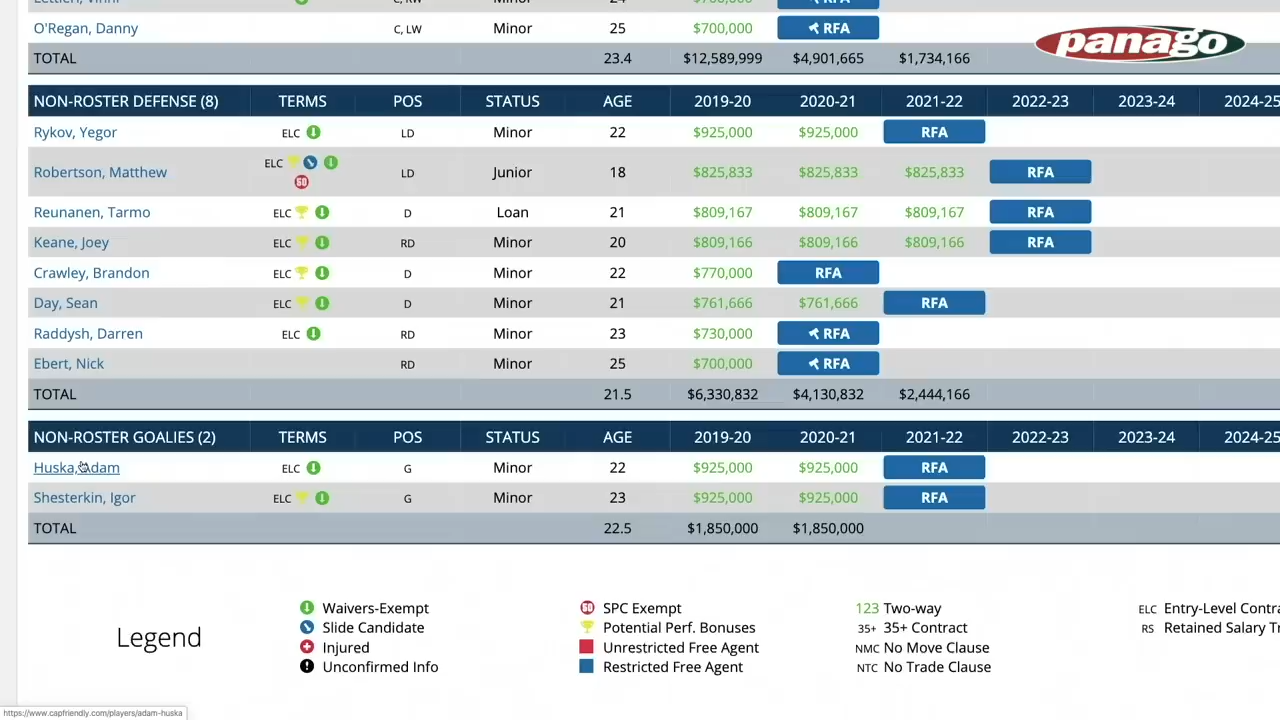 O'Regan, Danny C, LW Minor 25 $700,000 RFA
panago
TOTAL 23.4 $12,589,999 $4,901,665 $1,734,166
NON-ROSTER DEFENSE (8) TERMS POS STATUS AGE 2019-20 2020-21 2021-22 2022-23 2023-24 2024-25
Rykov, Yegor ELC LD Minor 22 $925,000 $925,000 RFA
Robertson, Matthew ELC 50 LD Junior 18 $825,833 $825,833 $825,833 RFA
Reunanen, Tarmo ELC D Loan 21 $809,167 $809,167 $809,167 RFA
Keane, Joey ELC RD Minor 20 $809,166 $809,166 $809,166 RFA
Crawley, Brandon ELC D Minor 22 $770,000 RFA
Day, Sean ELC D Minor 21 $761,666 $761,666 RFA
Raddysh, Darren ELC RD Minor 23 $730,000 RFA
Ebert, Nick RD Minor 25 $700,000 RFA
TOTAL 21.5 $6,330,832 $4,130,832 $2,444,166
NON-ROSTER GOALIES (2) TERMS POS STATUS AGE 2019-20 2020-21 2021-22 2022-23 2023-24 2024-25
Huska, Adam ELC G Minor 22 $925,000 $925,000 RFA
Shesterkin, Igor ELC G Minor 23 $925,000 $925,000 RFA
TOTAL 22.5 $1,850,000 $1,850,000
Legend
Waivers-Exempt 50 SPC Exempt 123 Two-way ELC Entry-Level
Slide Candidate Potential Perf. Bonuses 35+ 35+ Contract RS Retained Salary
Injured Unrestricted Free Agent NMC No Move Clause
Unconfirmed Info Restricted Free Agent NTC No Trade Clause
https://www.capfriendly.com/players/adam-huska